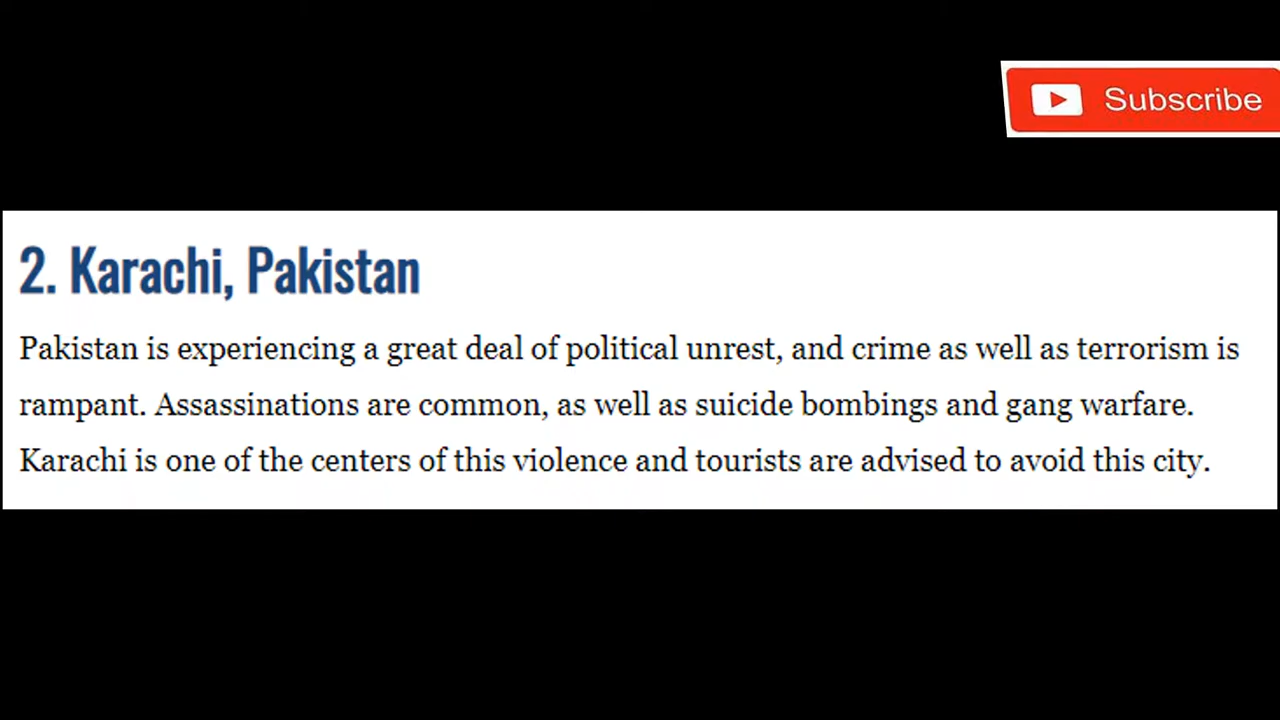 Subscribe
2. Karachi, Pakistan
Pakistan is experiencing a great deal of political unrest, and crime as well as terrorism is
rampant. Assassinations are common, as well as suicide bombings and gang warfare.
Karachi is one of the centers of this violence and tourists are advised to avoid this city.